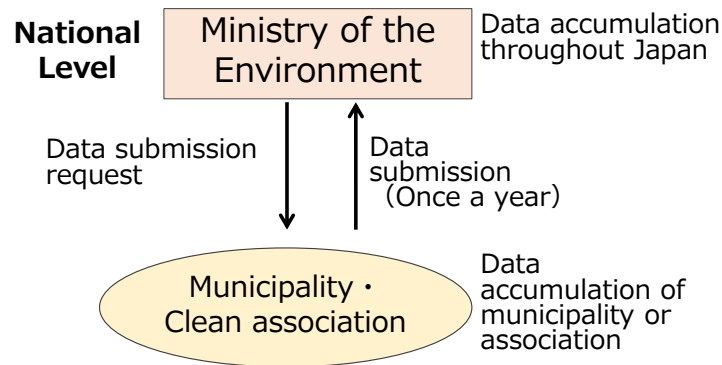 National
Level
Ministry of the
Environment
Data accumulation
throughout Japan
Data submission
request
Data
submission
（Once a year）
Municipality・
Clean association
Data
accumulation of
municipality or
association